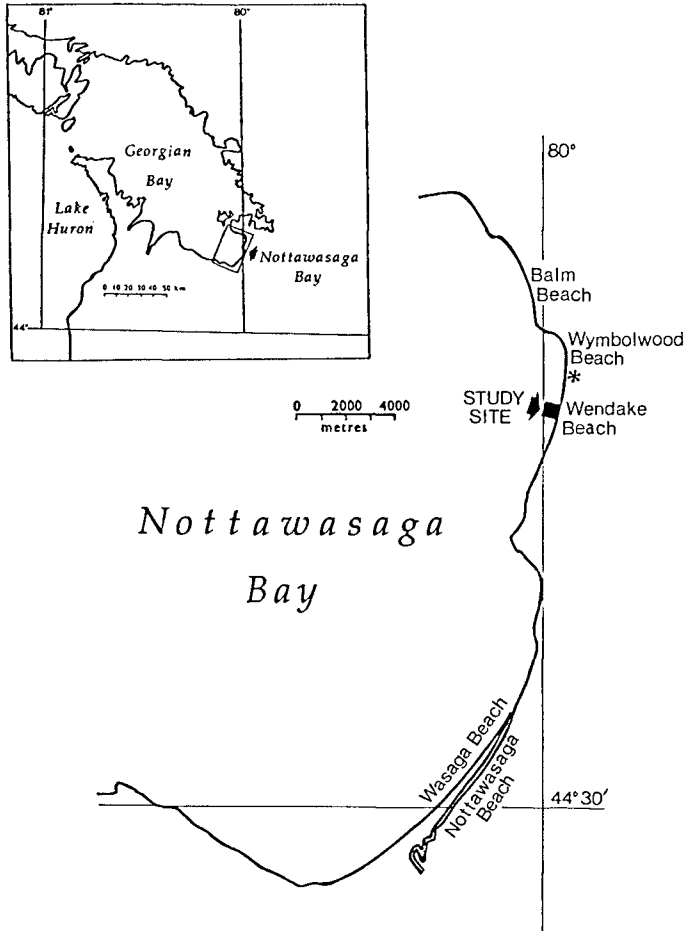 81°
80°
Georgian
Bay
Lake
Huron
Nottawasaga
Bay
0 10 20 30 40 50 km
44°
80°
Balm
Beach
Wymbolwood
Beach
*
STUDY
SITE
Wendake
Beach
0 2000 4000
metres
Nottawasaga
Bay
Wasaga Beach
Nottawasaga
Beach
44°30′